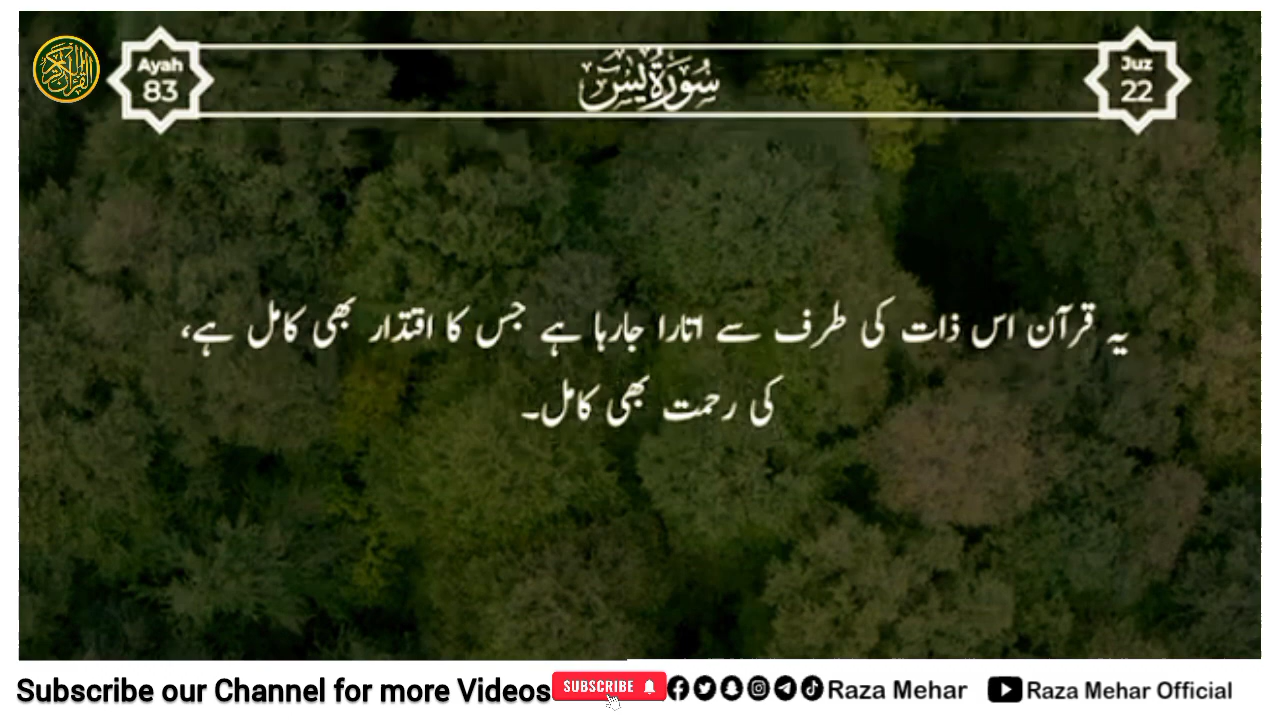 Ayah
83
سورة يس
Juz
22
یہ قرآن اس ذات کی طرف سے اتارا جارہا ہے جس کا اقتدار بھی کامل ہے،
کی رحمت بھی کامل۔
Subscribe our Channel for more Videos SUBSCRIBE Raza Mehar Raza Mehar Official